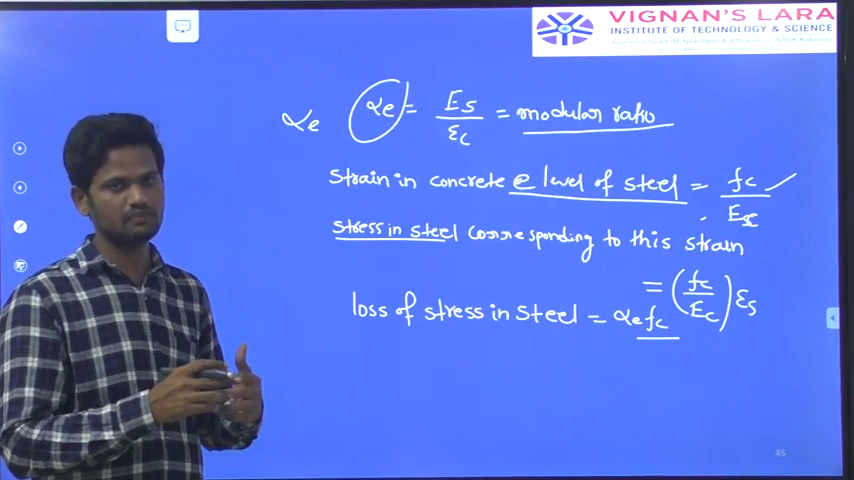 VIGNAN'S LARA
INSTITUTE OF TECHNOLOGY & SCIENCE
αe αe = Es/Ec = modular ratio
strain in concrete @ level of steel = fc/Ec
stress in steel corresponding to this strain
= (fc/Ec) Es
loss of stress in steel = αe fc
45